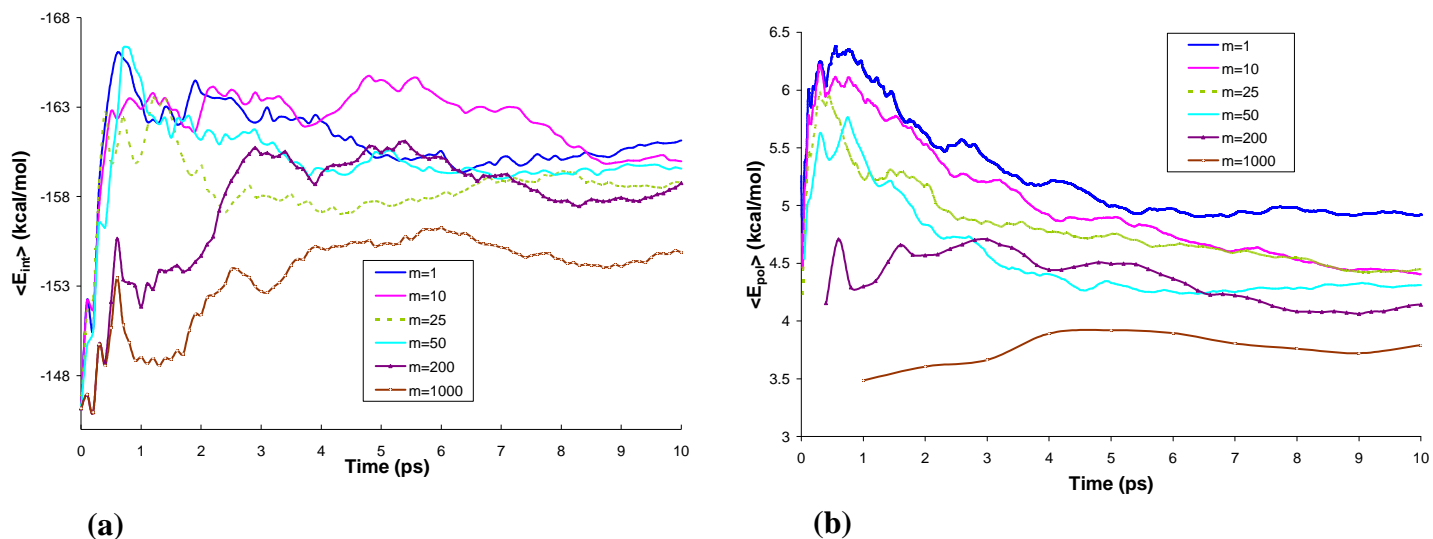 -168
-163
-158
-153
-148
<E_int> (kcal/mol)
m=1
m=10
m=25
m=50
m=200
m=1000
0 1 2 3 4 5 6 7 8 9 10
Time (ps)
(a)
6.5
6
5.5
5
4.5
4
3.5
3
<E_pol> (kcal/mol)
m=1
m=10
m=25
m=50
m=200
m=1000
0 1 2 3 4 5 6 7 8 9 10
Time (ps)
(b)